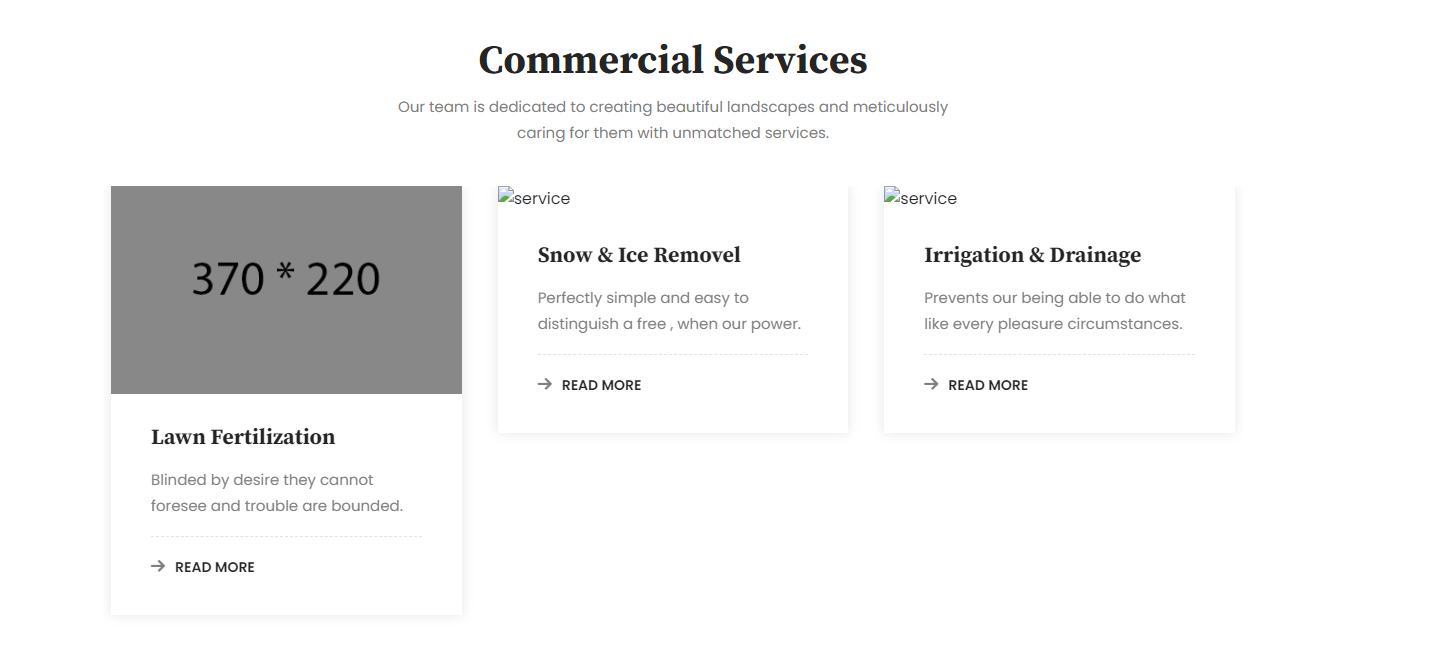 Commercial Services
Our team is dedicated to creating beautiful landscapes and meticulously
caring for them with unmatched services.
370 * 220
Lawn Fertilization
Blinded by desire they cannot
foresee and trouble are bounded.
READ MORE
service
Snow & Ice Removel
Perfectly simple and easy to
distinguish a free , when our power.
READ MORE
service
Irrigation & Drainage
Prevents our being able to do what
like every pleasure circumstances.
READ MORE